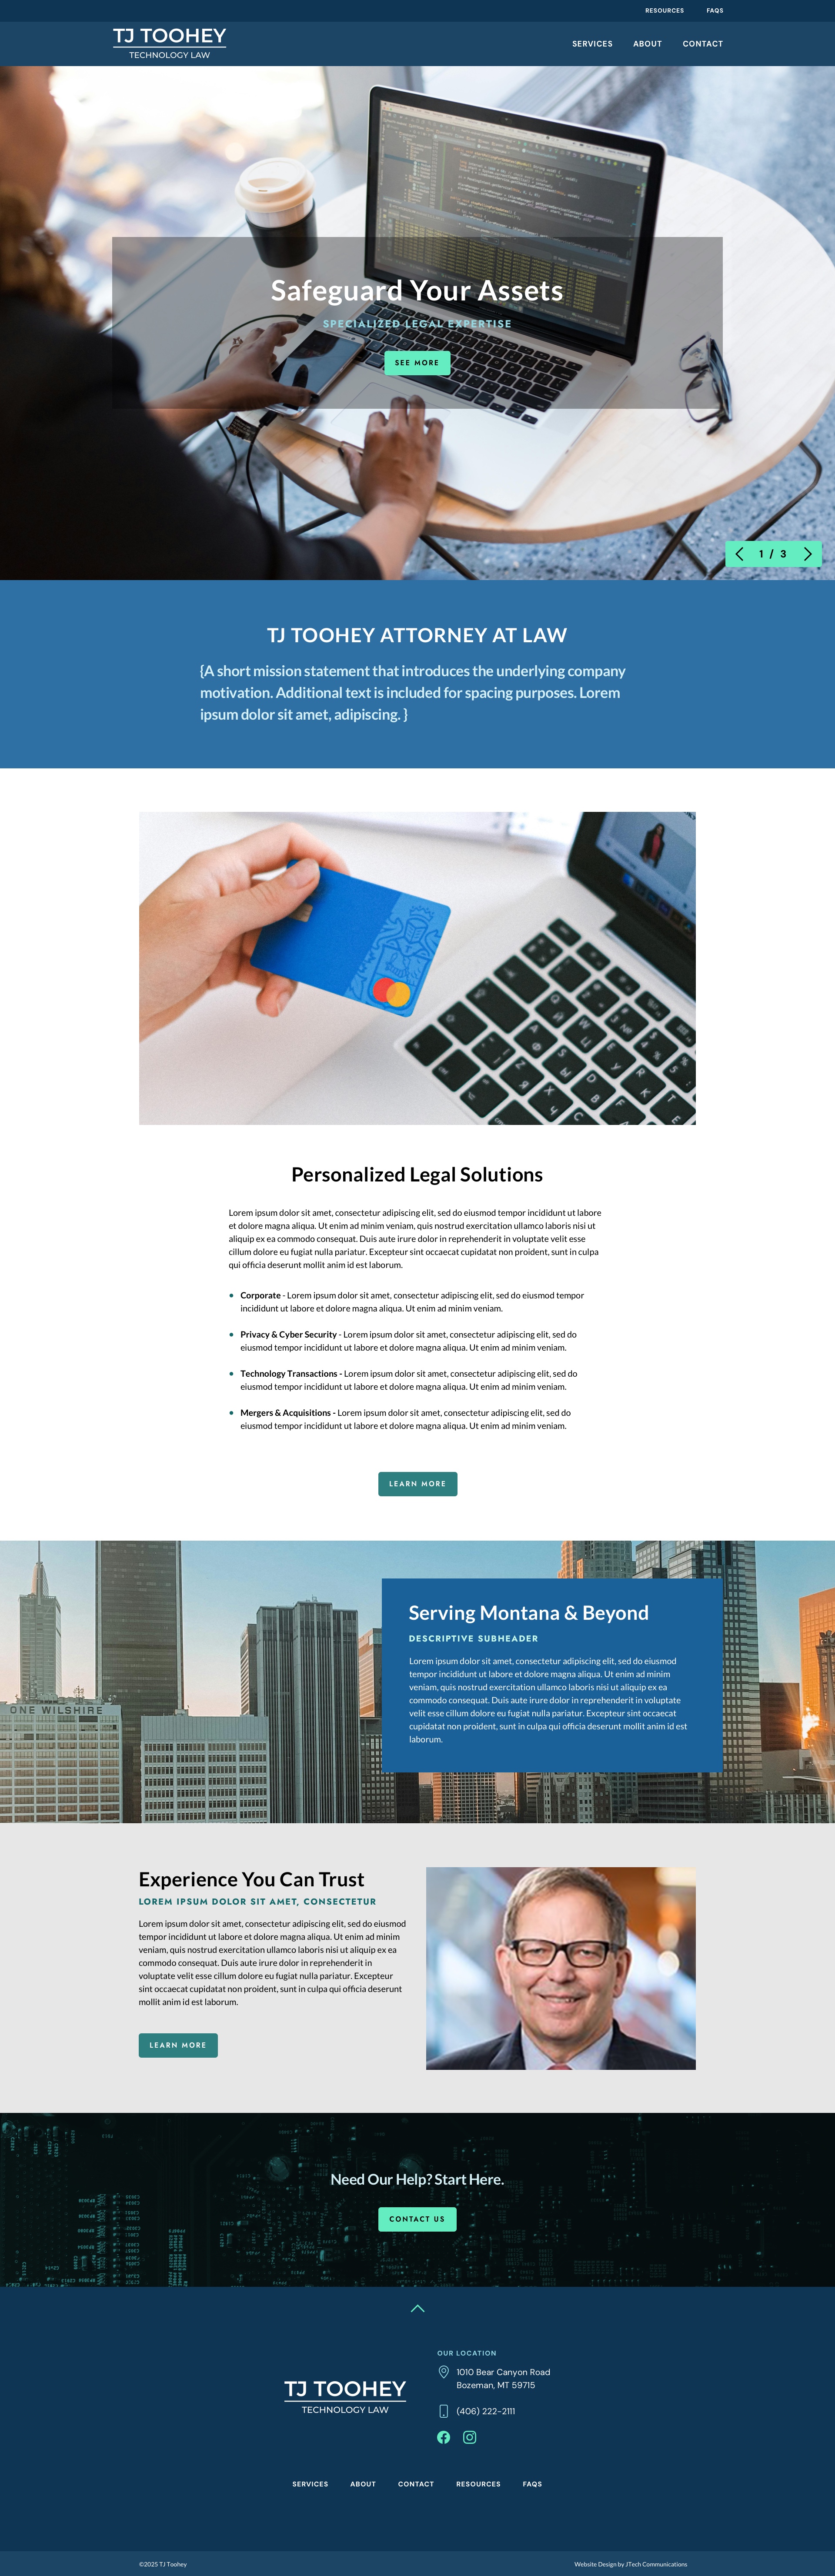 RESOURCES FAQS
TJ TOOHEY
TECHNOLOGY LAW
SERVICES ABOUT CONTACT
Safeguard Your Assets
SPECIALIZED LEGAL EXPERTISE
SEE MORE
1 / 3
TJ TOOHEY ATTORNEY AT LAW
{A short mission statement that introduces the underlying company
motivation. Additional text is included for spacing purposes. Lorem
ipsum dolor sit amet, adipiscing. }
Personalized Legal Solutions
Lorem ipsum dolor sit amet, consectetur adipiscing elit, sed do eiusmod tempor incididunt ut labore
et dolore magna aliqua. Ut enim ad minim veniam, quis nostrud exercitation ullamco laboris nisi ut
aliquip ex ea commodo consequat. Duis aute irure dolor in reprehenderit in voluptate velit esse
cillum dolore eu fugiat nulla pariatur. Excepteur sint occaecat cupidatat non proident, sunt in culpa
qui officia deserunt mollit anim id est laborum.
• Corporate - Lorem ipsum dolor sit amet, consectetur adipiscing elit, sed do eiusmod tempor
incididunt ut labore et dolore magna aliqua. Ut enim ad minim veniam.
• Privacy & Cyber Security - Lorem ipsum dolor sit amet, consectetur adipiscing elit, sed do
eiusmod tempor incididunt ut labore et dolore magna aliqua. Ut enim ad minim veniam.
• Technology Transactions - Lorem ipsum dolor sit amet, consectetur adipiscing elit, sed do
eiusmod tempor incididunt ut labore et dolore magna aliqua. Ut enim ad minim veniam.
• Mergers & Acquisitions - Lorem ipsum dolor sit amet, consectetur adipiscing elit, sed do
eiusmod tempor incididunt ut labore et dolore magna aliqua. Ut enim ad minim veniam.
LEARN MORE
ONE WILSHIRE
Serving Montana & Beyond
DESCRIPTIVE SUBHEADER
Lorem ipsum dolor sit amet, consectetur adipiscing elit, sed do eiusmod
tempor incididunt ut labore et dolore magna aliqua. Ut enim ad minim
veniam, quis nostrud exercitation ullamco laboris nisi ut aliquip ex ea
commodo consequat. Duis aute irure dolor in reprehenderit in voluptate
velit esse cillum dolore eu fugiat nulla pariatur. Excepteur sint occaecat
cupidatat non proident, sunt in culpa qui officia deserunt mollit anim id est
laborum.
Experience You Can Trust
LOREM IPSUM DOLOR SIT AMET, CONSECTETUR
Lorem ipsum dolor sit amet, consectetur adipiscing elit, sed do eiusmod
tempor incididunt ut labore et dolore magna aliqua. Ut enim ad minim
veniam, quis nostrud exercitation ullamco laboris nisi ut aliquip ex ea
commodo consequat. Duis aute irure dolor in reprehenderit in
voluptate velit esse cillum dolore eu fugiat nulla pariatur. Excepteur
sint occaecat cupidatat non proident, sunt in culpa qui officia deserunt
mollit anim id est laborum.
LEARN MORE
Need Our Help? Start Here.
CONTACT US
TJ TOOHEY
TECHNOLOGY LAW
OUR LOCATION
1010 Bear Canyon Road
Bozeman, MT 59715
(406) 222-2111
SERVICES ABOUT CONTACT RESOURCES FAQS
©2025 TJ Toohey
Website Design by JTech Communications